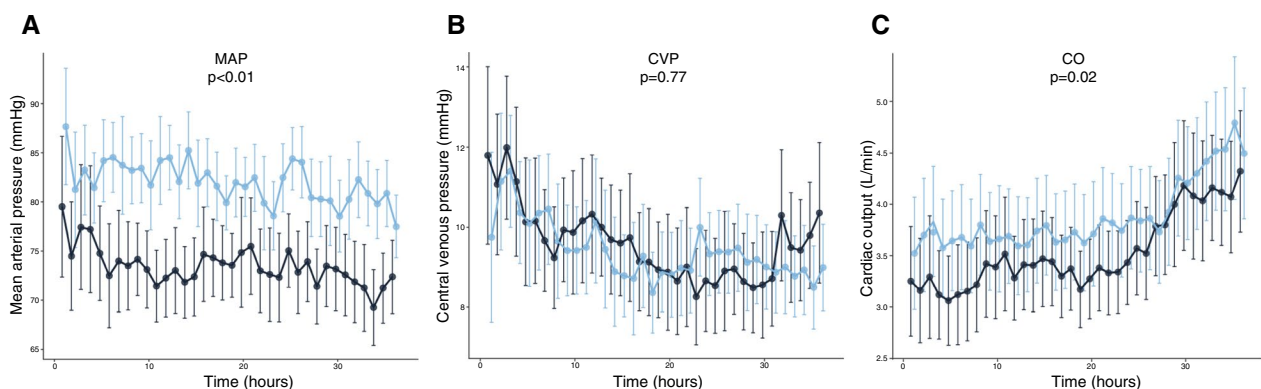 A
MAP
p<0.01
Mean arterial pressure (mmHg)
90
85
80
75
70
65
0
10
20
30
Time (hours)
B
CVP
p=0.77
Central venous pressure (mmHg)
14
12
10
8
0
10
20
30
Time (hours)
C
CO
p=0.02
Cardiac output (L/min)
5.0
4.5
4.0
3.5
3.0
2.5
0
10
20
30
Time (hours)